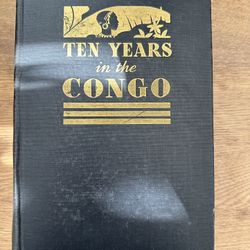 TEN YEARS
in the
CONGO